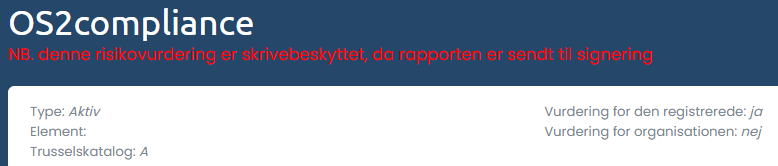 OS2compliance
NB. denne risikovurdering er skrivebeskyttet, da rapporten er sendt til signering
Type: Aktiv
Vurdering for den registrerede: ja
Element:
Vurdering for organisationen: nej
Trusselskatalog: A